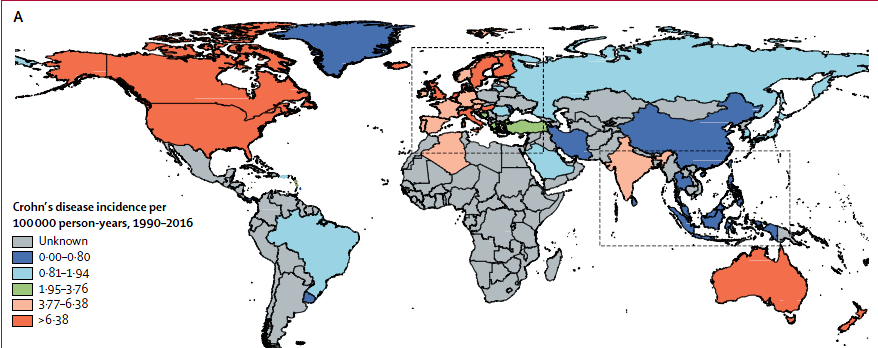 A
Crohn's disease incidence per
100 000 person-years, 1990–2016
Unknown
0·00–0·80
0·81–1·94
1·95–3·76
3·77–6·38
>6·38